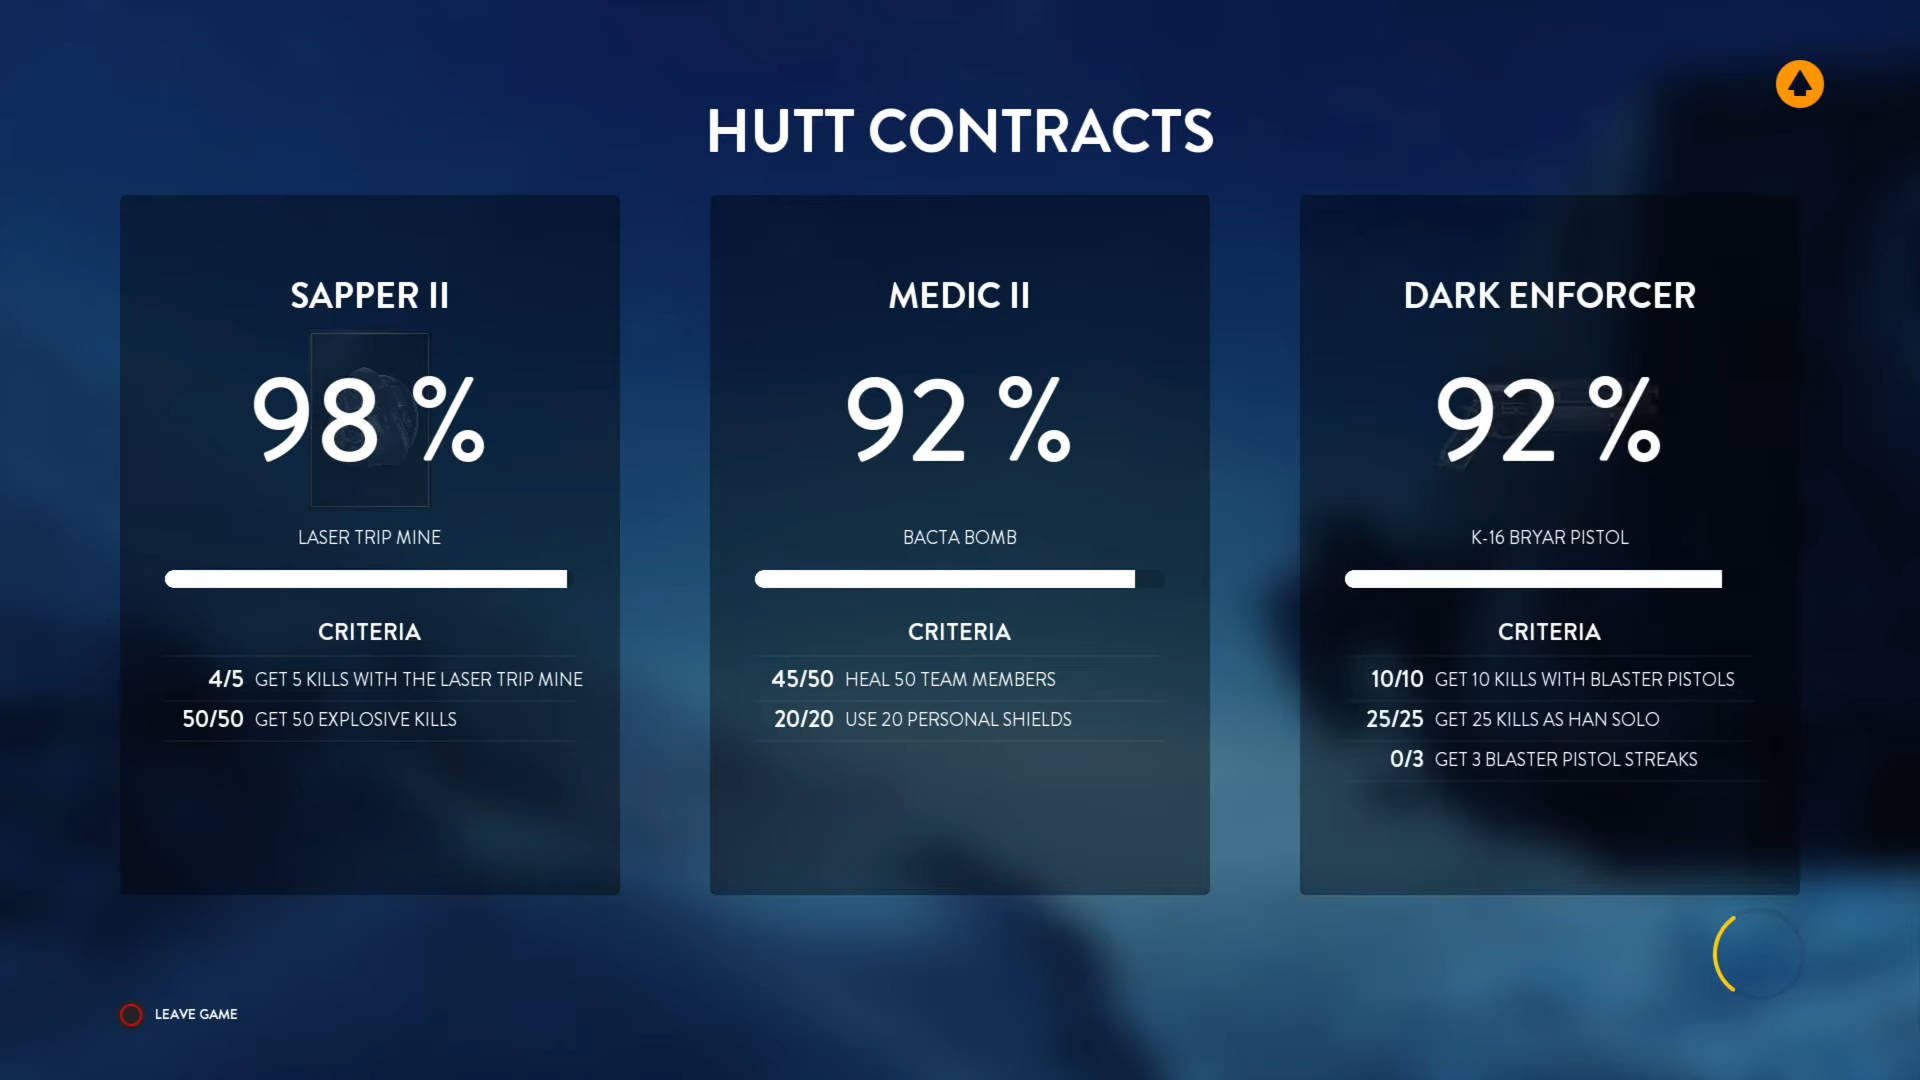 HUTT CONTRACTS
SAPPER II
98 %
LASER TRIP MINE
CRITERIA
4/5 GET 5 KILLS WITH THE LASER TRIP MINE
50/50 GET 50 EXPLOSIVE KILLS
MEDIC II
92 %
BACTA BOMB
CRITERIA
45/50 HEAL 50 TEAM MEMBERS
20/20 USE 20 PERSONAL SHIELDS
DARK ENFORCER
92 %
K-16 BRYAR PISTOL
CRITERIA
10/10 GET 10 KILLS WITH BLASTER PISTOLS
25/25 GET 25 KILLS AS HAN SOLO
0/3 GET 3 BLASTER PISTOL STREAKS
LEAVE GAME